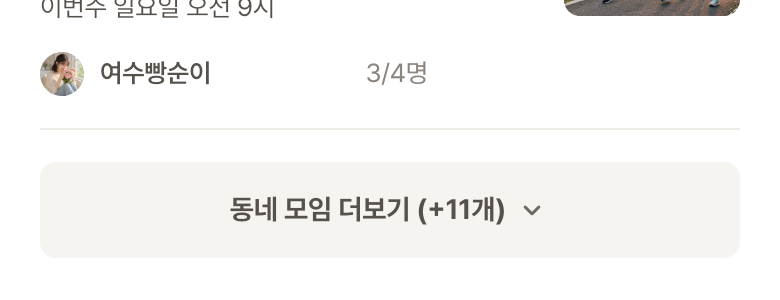 이번주 일요일 오전 9시
여수빵순이 3/4명
동네 모임 더보기 (+11개)